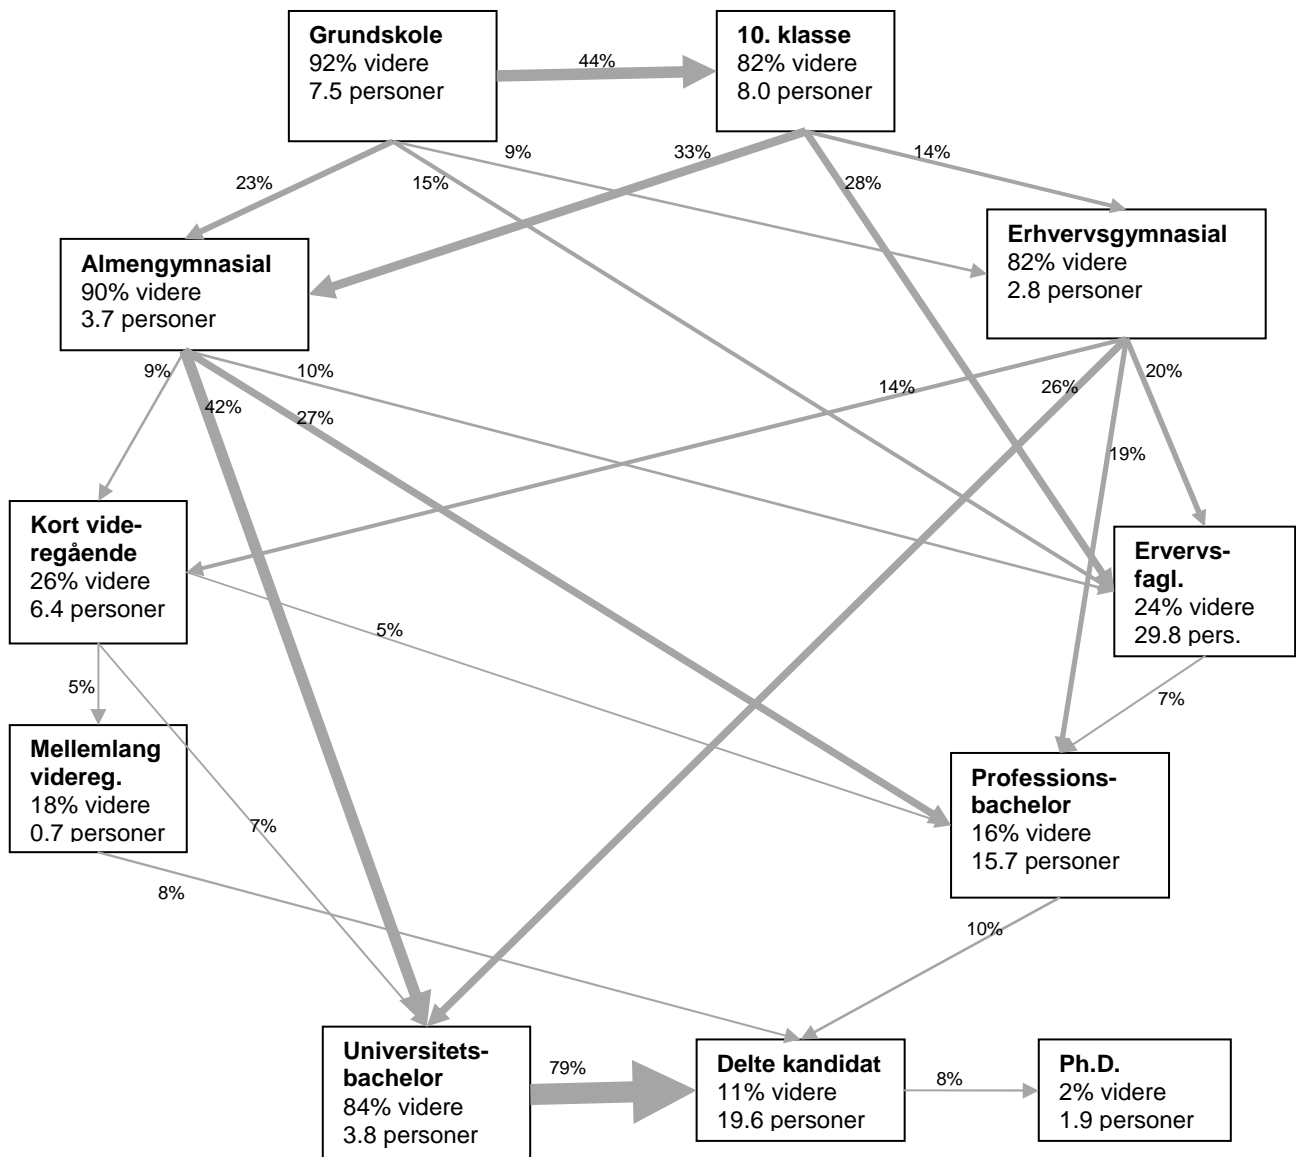 Grundskole
92% videre
7.5 personer
44%
10. klasse
82% videre
8.0 personer
23%
15%
9%
33%
28%
14%
Almengymnasial
90% videre
3.7 personer
Erhvervsgymnasial
82% videre
2.8 personer
9%
42%
10%
27%
14%
26%
20%
19%
Kort vide-
regående
26% videre
6.4 personer
Ervervs-
fagl.
24% videre
29.8 pers.
5%
5%
7%
7%
Mellemlang
videreg.
18% videre
0.7 personer
Professions-
bachelor
16% videre
15.7 personer
8%
10%
Universitets-
bachelor
84% videre
3.8 personer
79%
Delte kandidat
11% videre
19.6 personer
8%
Ph.D.
2% videre
1.9 personer